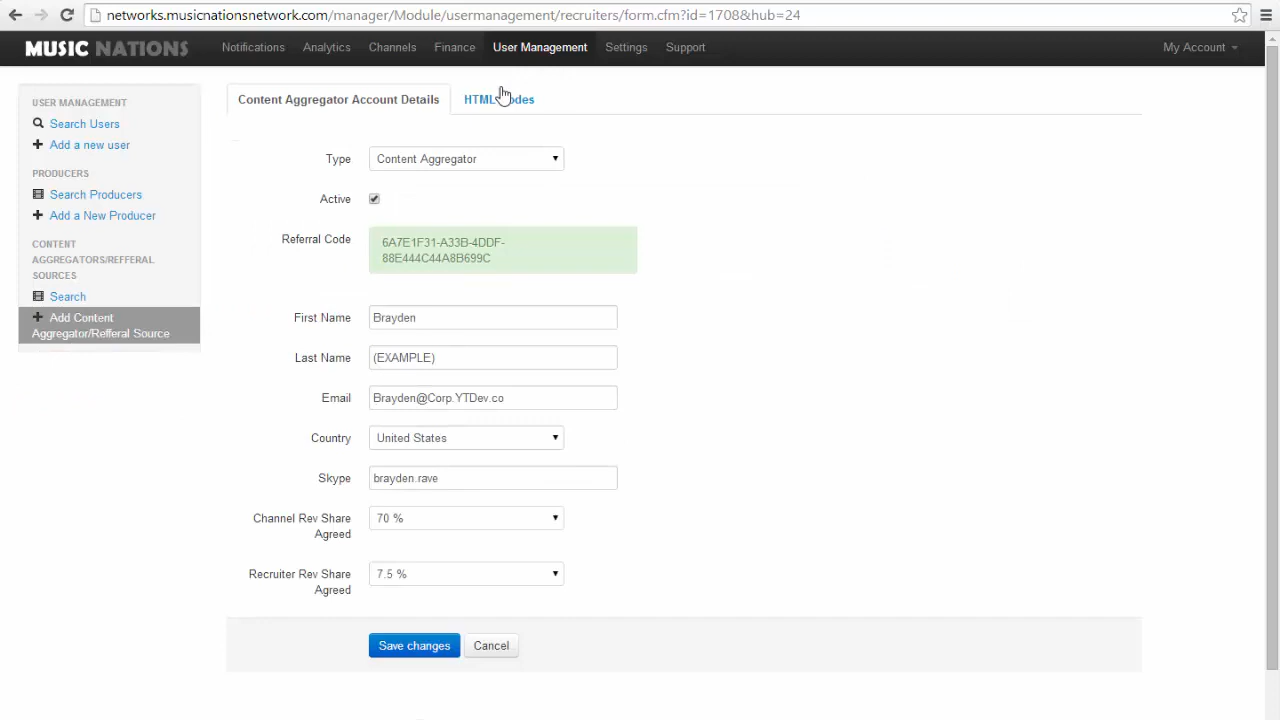 networks.musicnationsnetwork.com/manager/Module/usermanagement/recruiters/form.cfm?id=1708&hub=24
MUSIC NATIONS Notifications Analytics Channels Finance User Management Settings Support My Account
USER MANAGEMENT
Search Users
Add a new user
PRODUCERS
Search Producers
Add a New Producer
CONTENT
AGGREGATORS/REFFERAL
SOURCES
Search
Add Content
Aggregator/Refferal Source
Content Aggregator Account Details
HTML
Type Content Aggregator
Active
Referral Code 6A7E1F31-A33B-4DDF-
88E444C44A8B699C
First Name Brayden
Last Name (EXAMPLE)
Email Brayden@Corp.YTDev.co
Country United States
Skype brayden.rave
Channel Rev Share
Agreed
70 %
Recruiter Rev Share
Agreed
7.5 %
Save changes Cancel